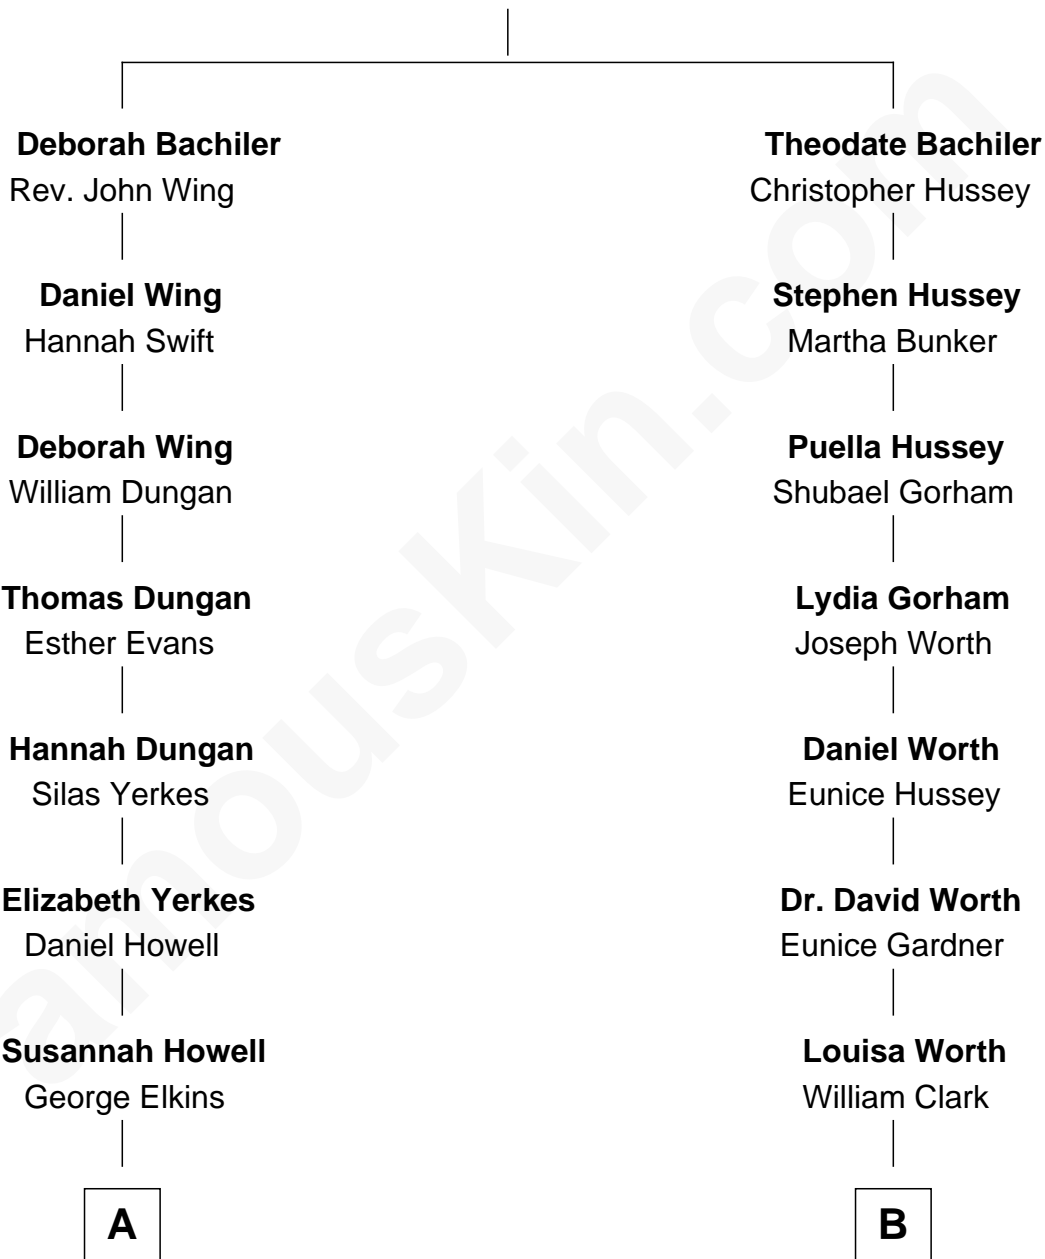 Deborah Bachiler
Rev. John Wing
Daniel Wing
Hannah Swift
Deborah Wing
William Dungan
Thomas Dungan
Esther Evans
Hannah Dungan
Silas Yerkes
Elizabeth Yerkes
Daniel Howell
Susannah Howell
George Elkins
A
Theodate Bachiler
Christopher Hussey
Stephen Hussey
Martha Bunker
Puella Hussey
Shubael Gorham
Lydia Gorham
Joseph Worth
Daniel Worth
Eunice Hussey
Dr. David Worth
Eunice Gardner
Louisa Worth
William Clark
B
amousKin.com